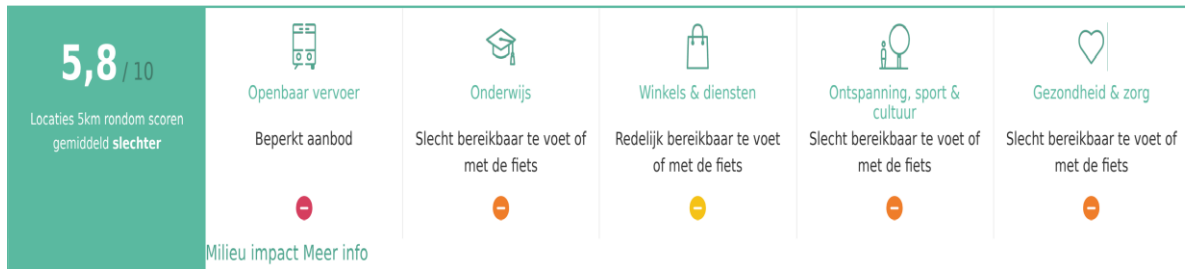 5,8 / 10
Locaties 5km rondom scoren
gemiddeld slechter
Openbaar vervoer
Beperkt aanbod
Onderwijs
Slecht bereikbaar te voet of
met de fiets
Winkels & diensten
Redelijk bereikbaar te voet
of met de fiets
Ontspanning, sport &
cultuur
Slecht bereikbaar te voet of
met de fiets
Gezondheid & zorg
Slecht bereikbaar te voet of
met de fiets
Milieu impact Meer info